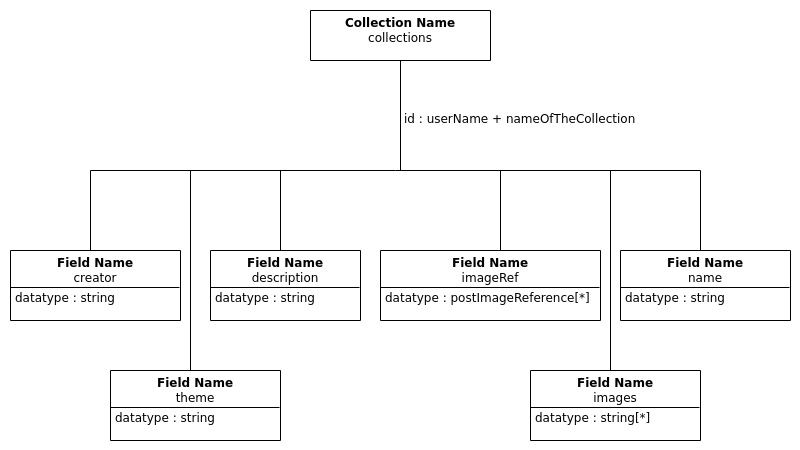 Collection Name
collections
id : userName + nameOfTheCollection
Field Name
creator
datatype : string
Field Name
description
datatype : string
Field Name
imageRef
datatype : postImageReference[*]
Field Name
name
datatype : string
Field Name
theme
datatype : string
Field Name
images
datatype : string[*]